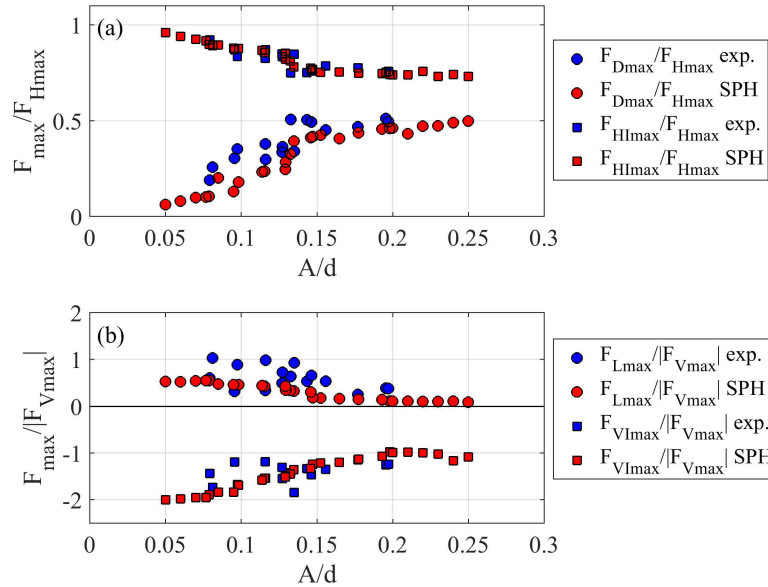 (a)
1
0.5
0
F_max/F_Hmax
0 0.05 0.1 0.15 0.2 0.25 0.3
A/d
F_Dmax/F_Hmax exp.
F_Dmax/F_Hmax SPH
F_HImax/F_Hmax exp.
F_HImax/F_Hmax SPH
(b)
2
1
0
-1
-2
F_max/|F_Vmax|
0 0.05 0.1 0.15 0.2 0.25 0.3
A/d
F_Lmax/|F_Vmax| exp.
F_Lmax/|F_Vmax| SPH
F_VImax/|F_Vmax| exp.
F_VImax/|F_Vmax| SPH